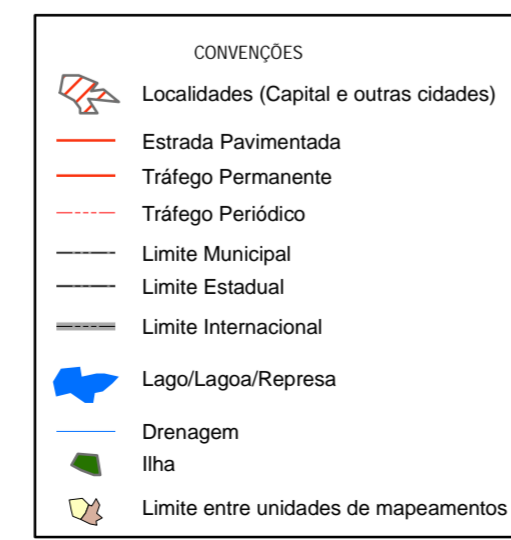 CONVENÇÕES
Localidades (Capital e outras cidades)
Estrada Pavimentada
Tráfego Permanente
Tráfego Periódico
Limite Municipal
Limite Estadual
Limite Internacional
Lago/Lagoa/Represa
Drenagem
Ilha
Limite entre unidades de mapeamentos